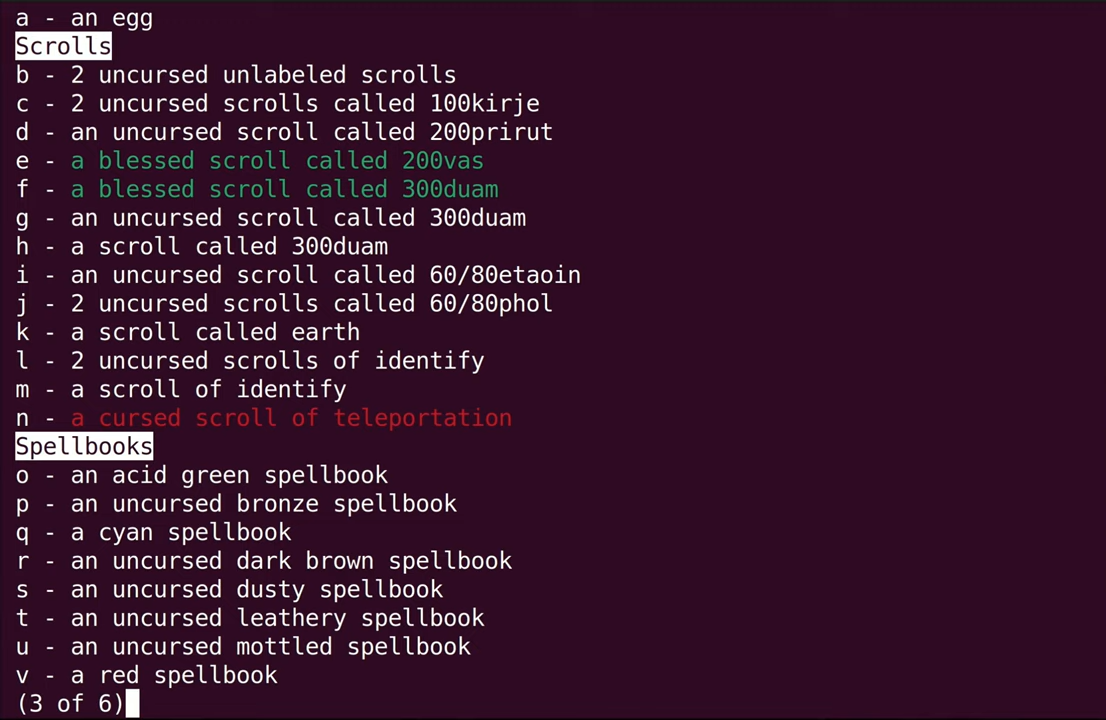 a - an egg
Scrolls
b - 2 uncursed unlabeled scrolls
c - 2 uncursed scrolls called 100kirje
d - an uncursed scroll called 200prirut
e - a blessed scroll called 200vas
f - a blessed scroll called 300duam
g - an uncursed scroll called 300duam
h - a scroll called 300duam
i - an uncursed scroll called 60/80etaoin
j - 2 uncursed scrolls called 60/80phol
k - a scroll called earth
l - 2 uncursed scrolls of identify
m - a scroll of identify
n - a cursed scroll of teleportation
Spellbooks
o - an acid green spellbook
p - an uncursed bronze spellbook
q - a cyan spellbook
r - an uncursed dark brown spellbook
s - an uncursed dusty spellbook
t - an uncursed leathery spellbook
u - an uncursed mottled spellbook
v - a red spellbook
(3 of 6)